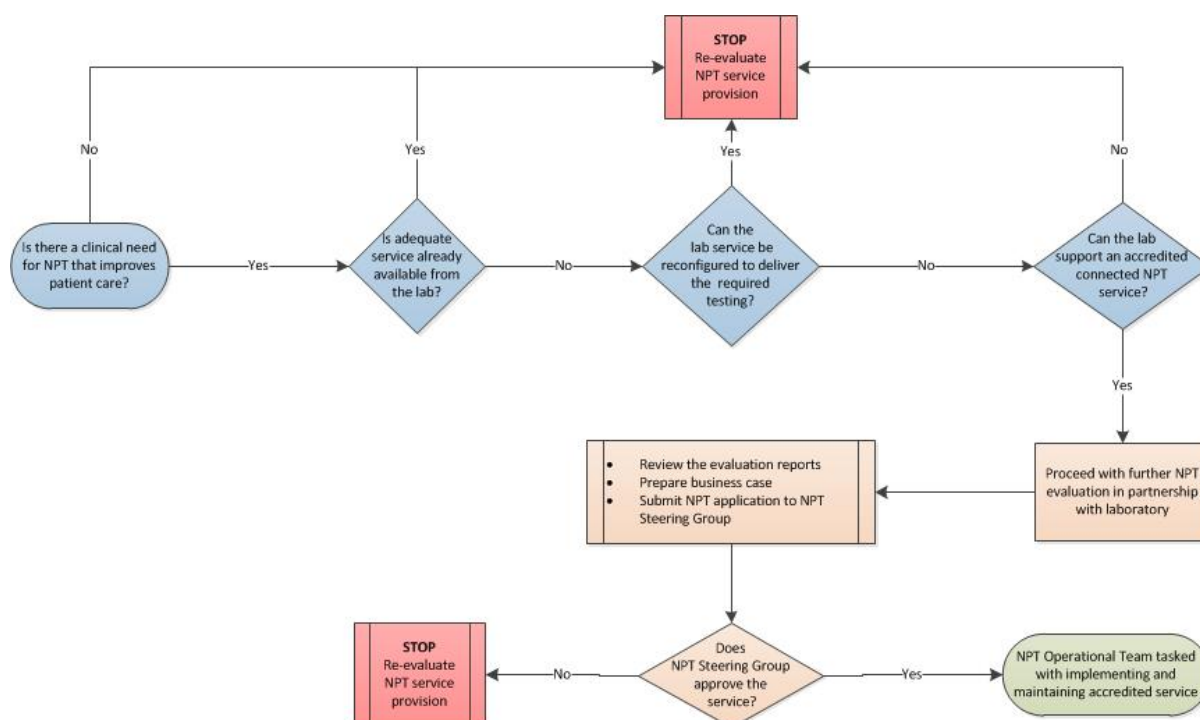 STOP
Re-evaluate
NPT service
provision
No
Yes
Yes
No
Is there a clinical need
for NPT that improves
patient care?
Yes
Is adequate
service already
available from
the lab?
No
Can the
lab service be
reconfigured to deliver
the required
testing?
No
Can the lab
support an accredited
connected NPT
service?
Yes
• Review the evaluation reports
• Prepare business case
• Submit NPT application to NPT
Steering Group
Proceed with further NPT
evaluation in partnership
with laboratory
STOP
Re-evaluate
NPT service
provision
No
Does
NPT Steering Group
approve the
service?
Yes
NPT Operational Team tasked
with implementing and
maintaining accredited service